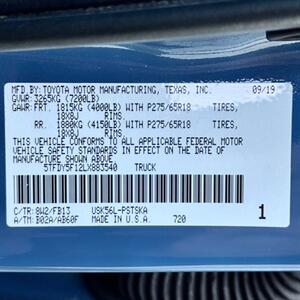 MFD BY:TOYOTA MOTOR MANUFACTURING, TEXAS, INC. 09/19
GVWR: 3265KG (7200LB)
GAWR:FRT. 1815KG (4000LB) WITH P275/65R18 TIRES,
18X8J RIMS.
RR. 1880KG (4150LB) WITH P275/65R18 TIRES,
18X8J RIMS.
THIS VEHICLE CONFORMS TO ALL APPLICABLE FEDERAL MOTOR
VEHICLE SAFETY STANDARDS IN EFFECT ON THE DATE OF
MANUFACTURE SHOWN ABOVE.
5TFDY5F12LX883540 TRUCK
C/TR: 8W2/FB13 USK56L-PSTSKA 1
A/TM: B02A/AB60F MADE IN U.S.A. 720